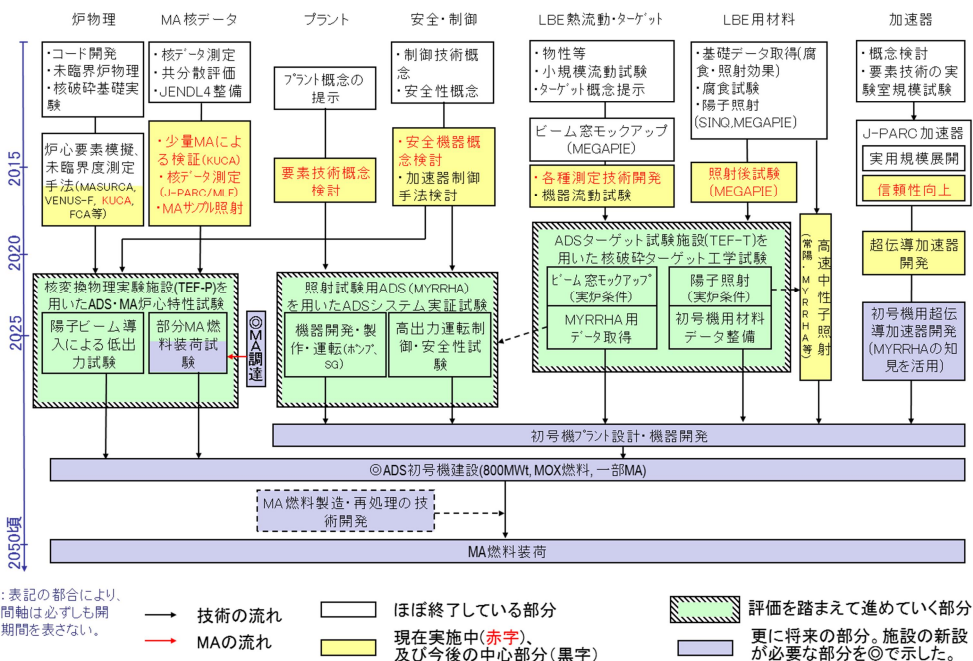 炉物理
MA核データ
プラント
安全・制御
LBE熱流動・ターゲット
LBE用材料
加速器
2015
2020
2025
2050頃
・コード開発
・未臨界炉物理
・核破砕基礎実
験
・核データ測定
・共分散評価
・JENDL4整備
プラント概念の
提示
・制御技術概
念
・安全性概念
・物性等
・小規模流動試験
・ターゲット概念提示
・基礎データ取得(腐
食・照射効果)
・腐食試験
・陽子照射
(SINQ,MEGAPIE)
・概念検討
・要素技術の実
験室規模試験
炉心要素模擬、
未臨界度測定
手法(MASURCA,
VENUS-F, KUCA,
FCA等)
・少量MAによ
る検証(KUCA)
・核データ測定
(J-PARC/MLF)
・MAサンプル照射
要素技術概念
検討
・安全機器概
念検討
・加速器制御
手法検討
ビーム窓モックアップ
(MEGAPIE)
・各種測定技術開発
・機器流動試験
照射後試験
(MEGAPIE)
J-PARC加速器
実用規模展開
信頼性向上
超伝導加速器
開発
初号機用超伝
導加速器開発
(MYRRHAの知
見を活用)
高速中性子照射
(常陽・MYRRHA等)
核変換物理実験施設(TEF-P)を
用いたADS・MA炉心特性試験
陽子ビーム導
入による低出
力試験
部分MA燃
料装荷試
験
◎MA調達
照射試験用ADS(MYRRHA)
を用いたADSシステム実証試験
機器開発・製
作・運転(ポンプ,
SG)
高出力運転制
御・安全性試
験
ADSターゲット試験施設(TEF-T)を
用いた核破砕ターゲット工学試験
ビーム窓モックアップ
(実炉条件)
MYRRHA用
データ取得
陽子照射
(実炉条件)
初号機用材料
データ整備
初号機プラント設計・機器開発
◎ADS初号機建設(800MWt, MOX燃料, 一部MA)
MA燃料製造・再処理の技
術開発
MA燃料装荷
:表記の都合により、
間軸は必ずしも開
期間を表さない。
技術の流れ
MAの流れ
ほぼ終了している部分
現在実施中(赤字)、
及び今後の中心部分(黒字)
評価を踏まえて進めていく部分
更に将来の部分。施設の新設
が必要な部分を◎で示した。